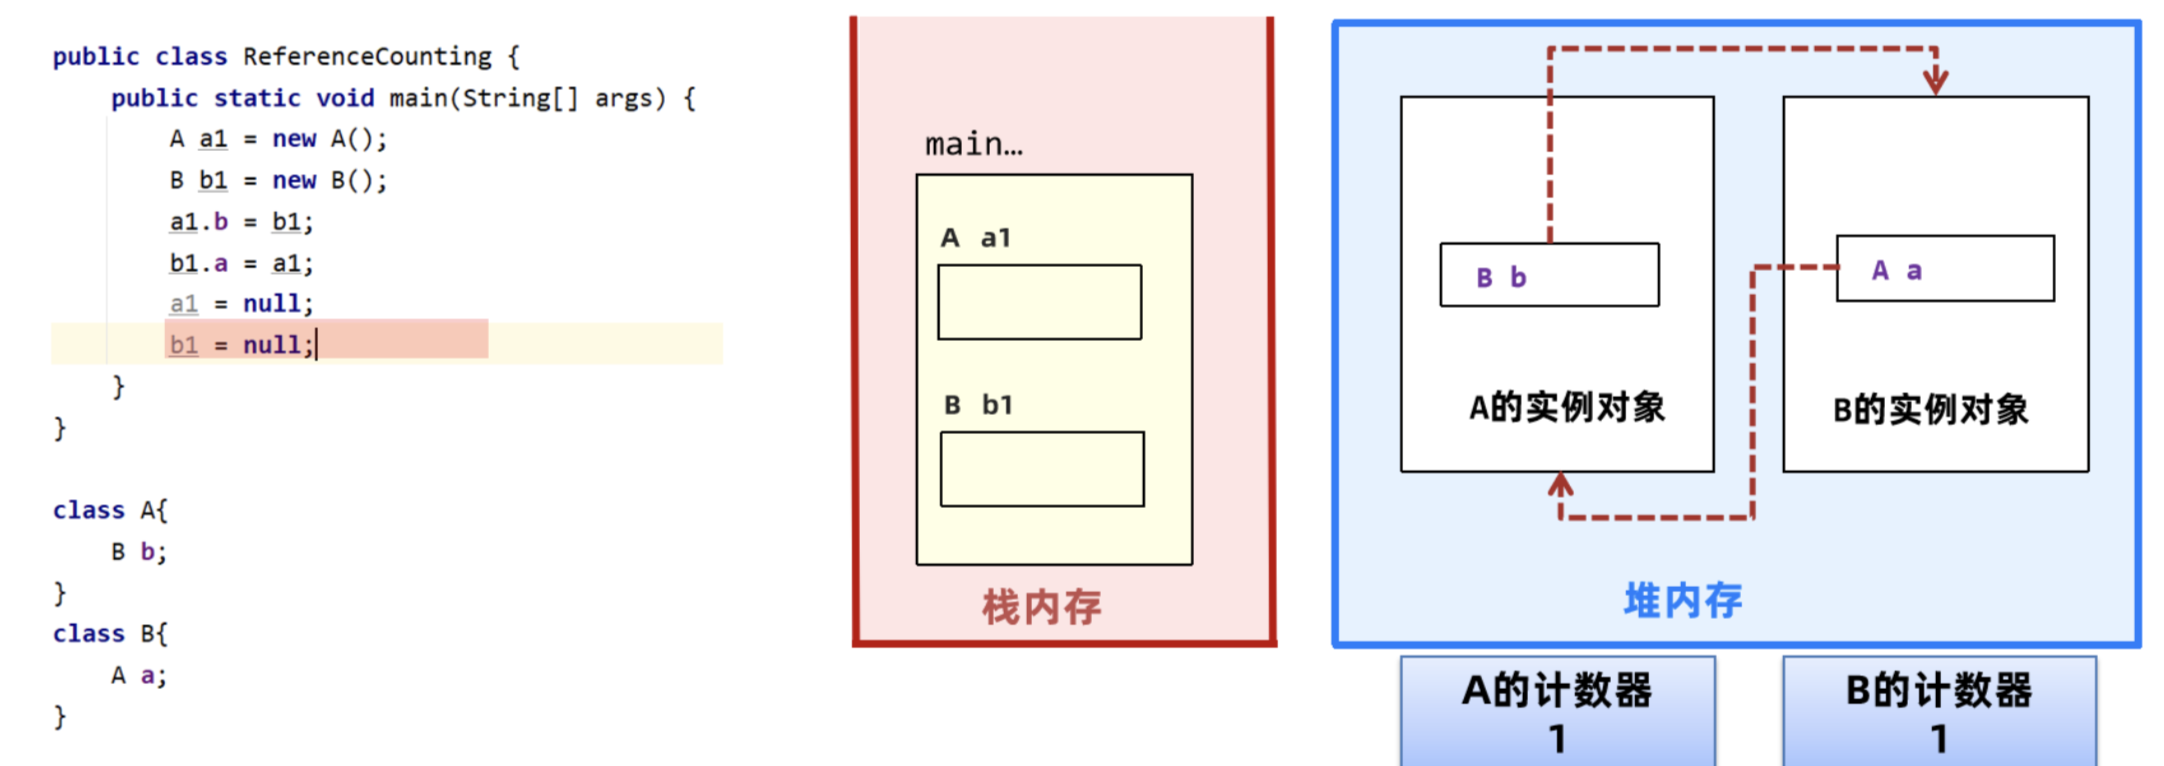 public class ReferenceCounting {
    public static void main(String[] args) {
        A a1 = new A();
        B b1 = new B();
        a1.b = b1;
        b1.a = a1;
        a1 = null;
        b1 = null;
    }
}
class A{
    B b;
}
class B{
    A a;
}
main…
A a1
B b1
栈内存
B b
A的实例对象
A a
B的实例对象
堆内存
A的计数器
1
B的计数器
1